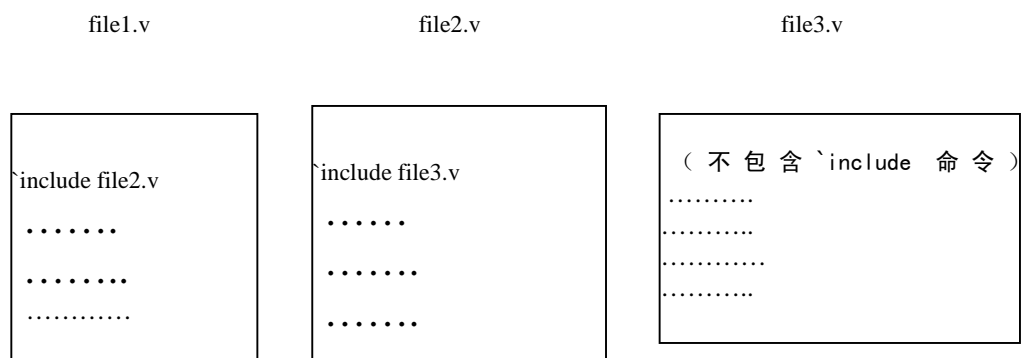 file1.v
file2.v
file3.v
`include file2.v
…….
……..
…………
`include file3.v
……
…….
…….
（不包含`include 命令）
……….
………..
…………
………..